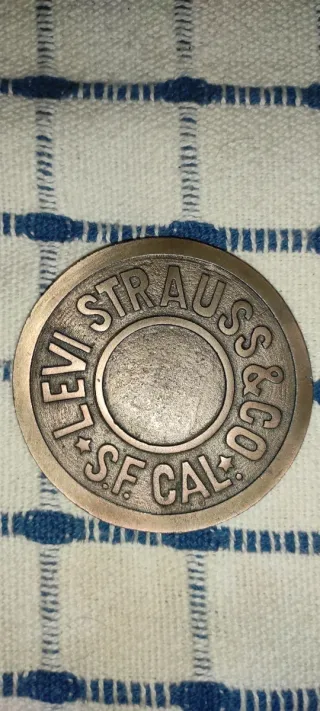 LEVI STRAUSS & CO
★ S.F. CAL. ★